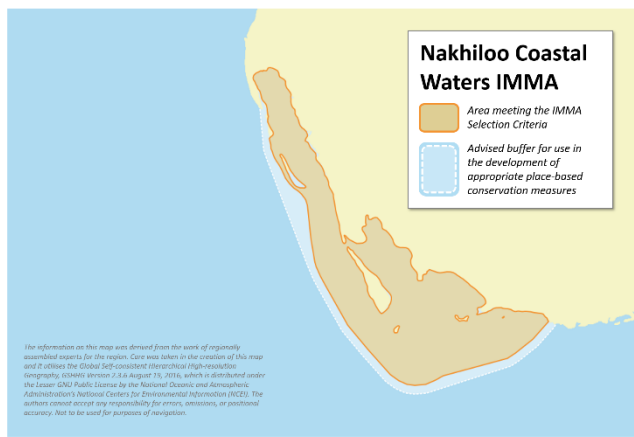 Nakhiloo Coastal
Waters IMMA
Area meeting the IMMA
Selection Criteria
Advised buffer for use in
the development of
appropriate place-based
conservation measures
The information on this map was derived from the work of regionally
assembled experts for the region. Care was taken in the creation of this map
and it utilises the Global Self-consistent Hierarchical High-resolution
Geography, GSHHG Version 2.3.6 August 19, 2016, which is distributed under
the Lesser GNU Public License by the National Oceanic and Atmospheric
Administration's National Centers for Environmental Information (NCEI). The
authors cannot accept any responsibility for errors, omissions, or positional
accuracy. Not to be used for purposes of navigation.